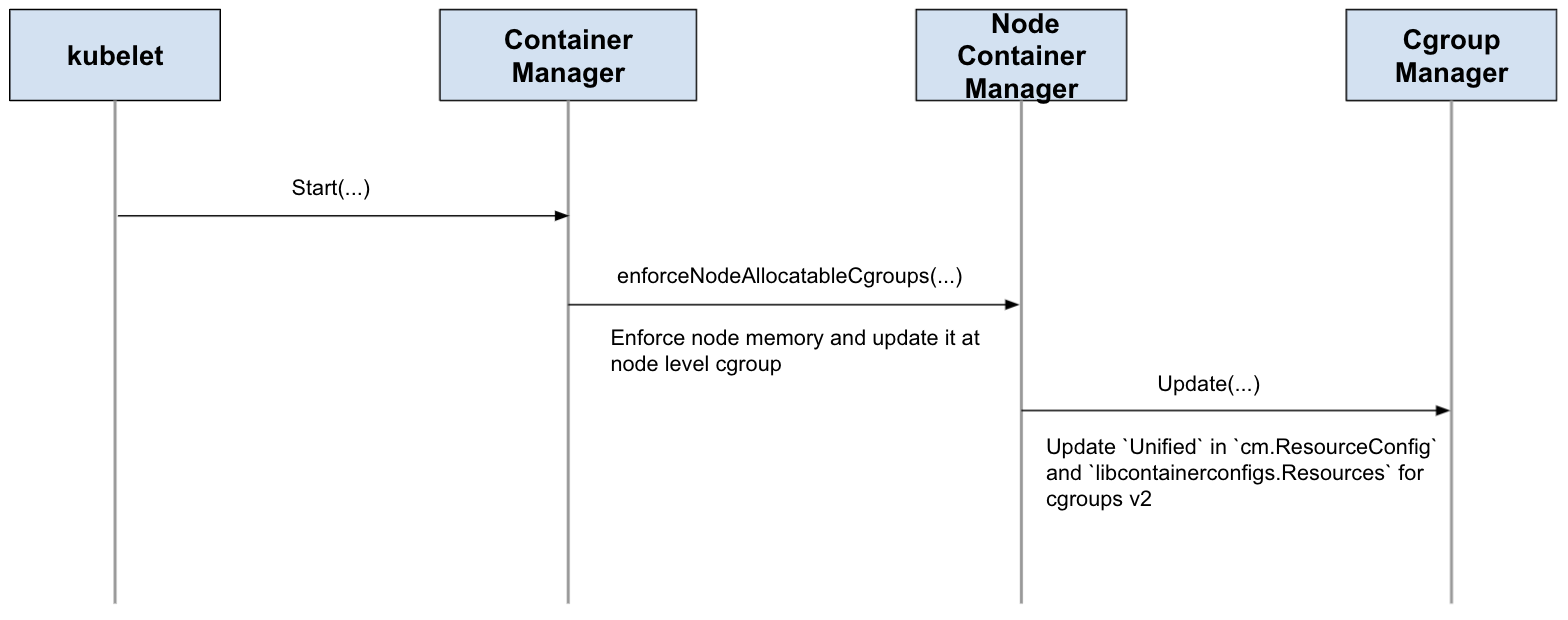 kubelet
Container
Manager
Node
Container
Manager
Cgroup
Manager
Start(...)
enforceNodeAllocatableCgroups(...)
Enforce node memory and update it at
node level cgroup
Update(...)
Update `Unified` in `cm.ResourceConfig`
and `libcontainerconfigs.Resources` for
cgroups v2